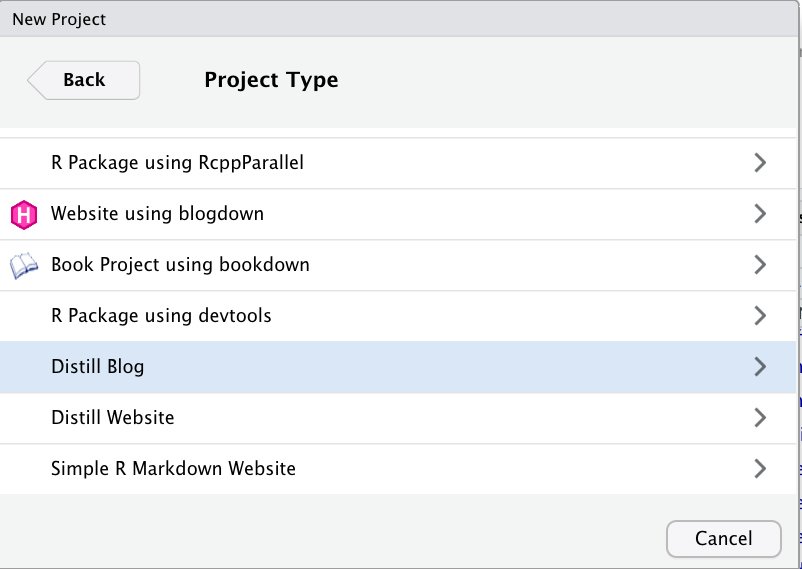 New Project
Back
Project Type
R Package using RcppParallel
H
Website using blogdown
Book Project using bookdown
R Package using devtools
Distill Blog
Distill Website
Simple R Markdown Website
Cancel